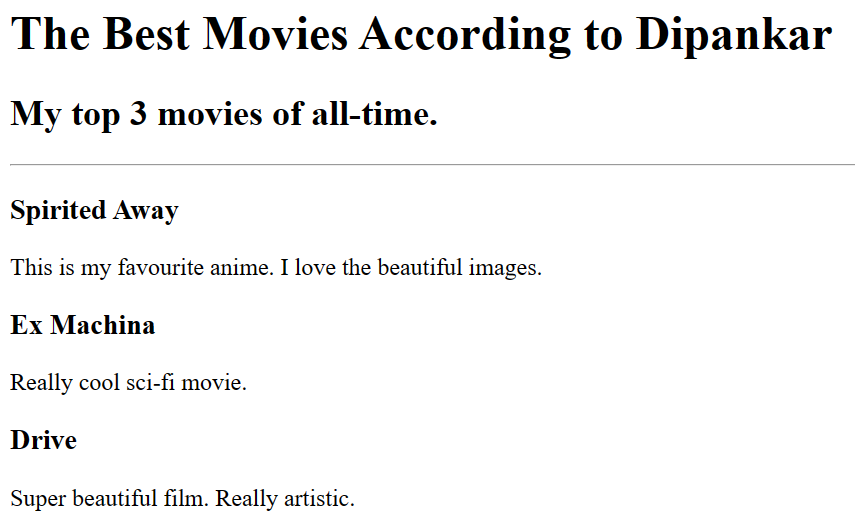 The Best Movies According to Dipankar
My top 3 movies of all-time.
Spirited Away
This is my favourite anime. I love the beautiful images.
Ex Machina
Really cool sci-fi movie.
Drive
Super beautiful film. Really artistic.